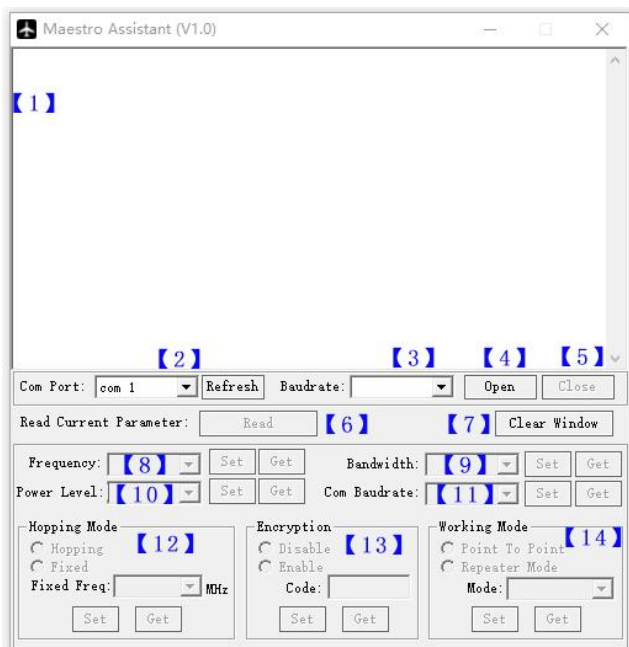 Maestro Assistant (V1.0)
【1】
【2】 【3】 【4】 【5】
Com Port: com 1 Refresh Baudrate: Open Close
Read Current Parameter: Read 【6】 【7】 Clear Window
Frequency: 【8】 Set Get Bandwidth: 【9】 Set Get
Power Level: 【10】 Set Get Com Baudrate: 【11】 Set Get
Hopping Mode Encryption Working Mode
Hopping 【12】 Disable 【13】 Point To Point 【14】
Fixed Enable Repeater Mode
Fixed Freq: MHz Code: Mode:
Set Get Set Get Set Get